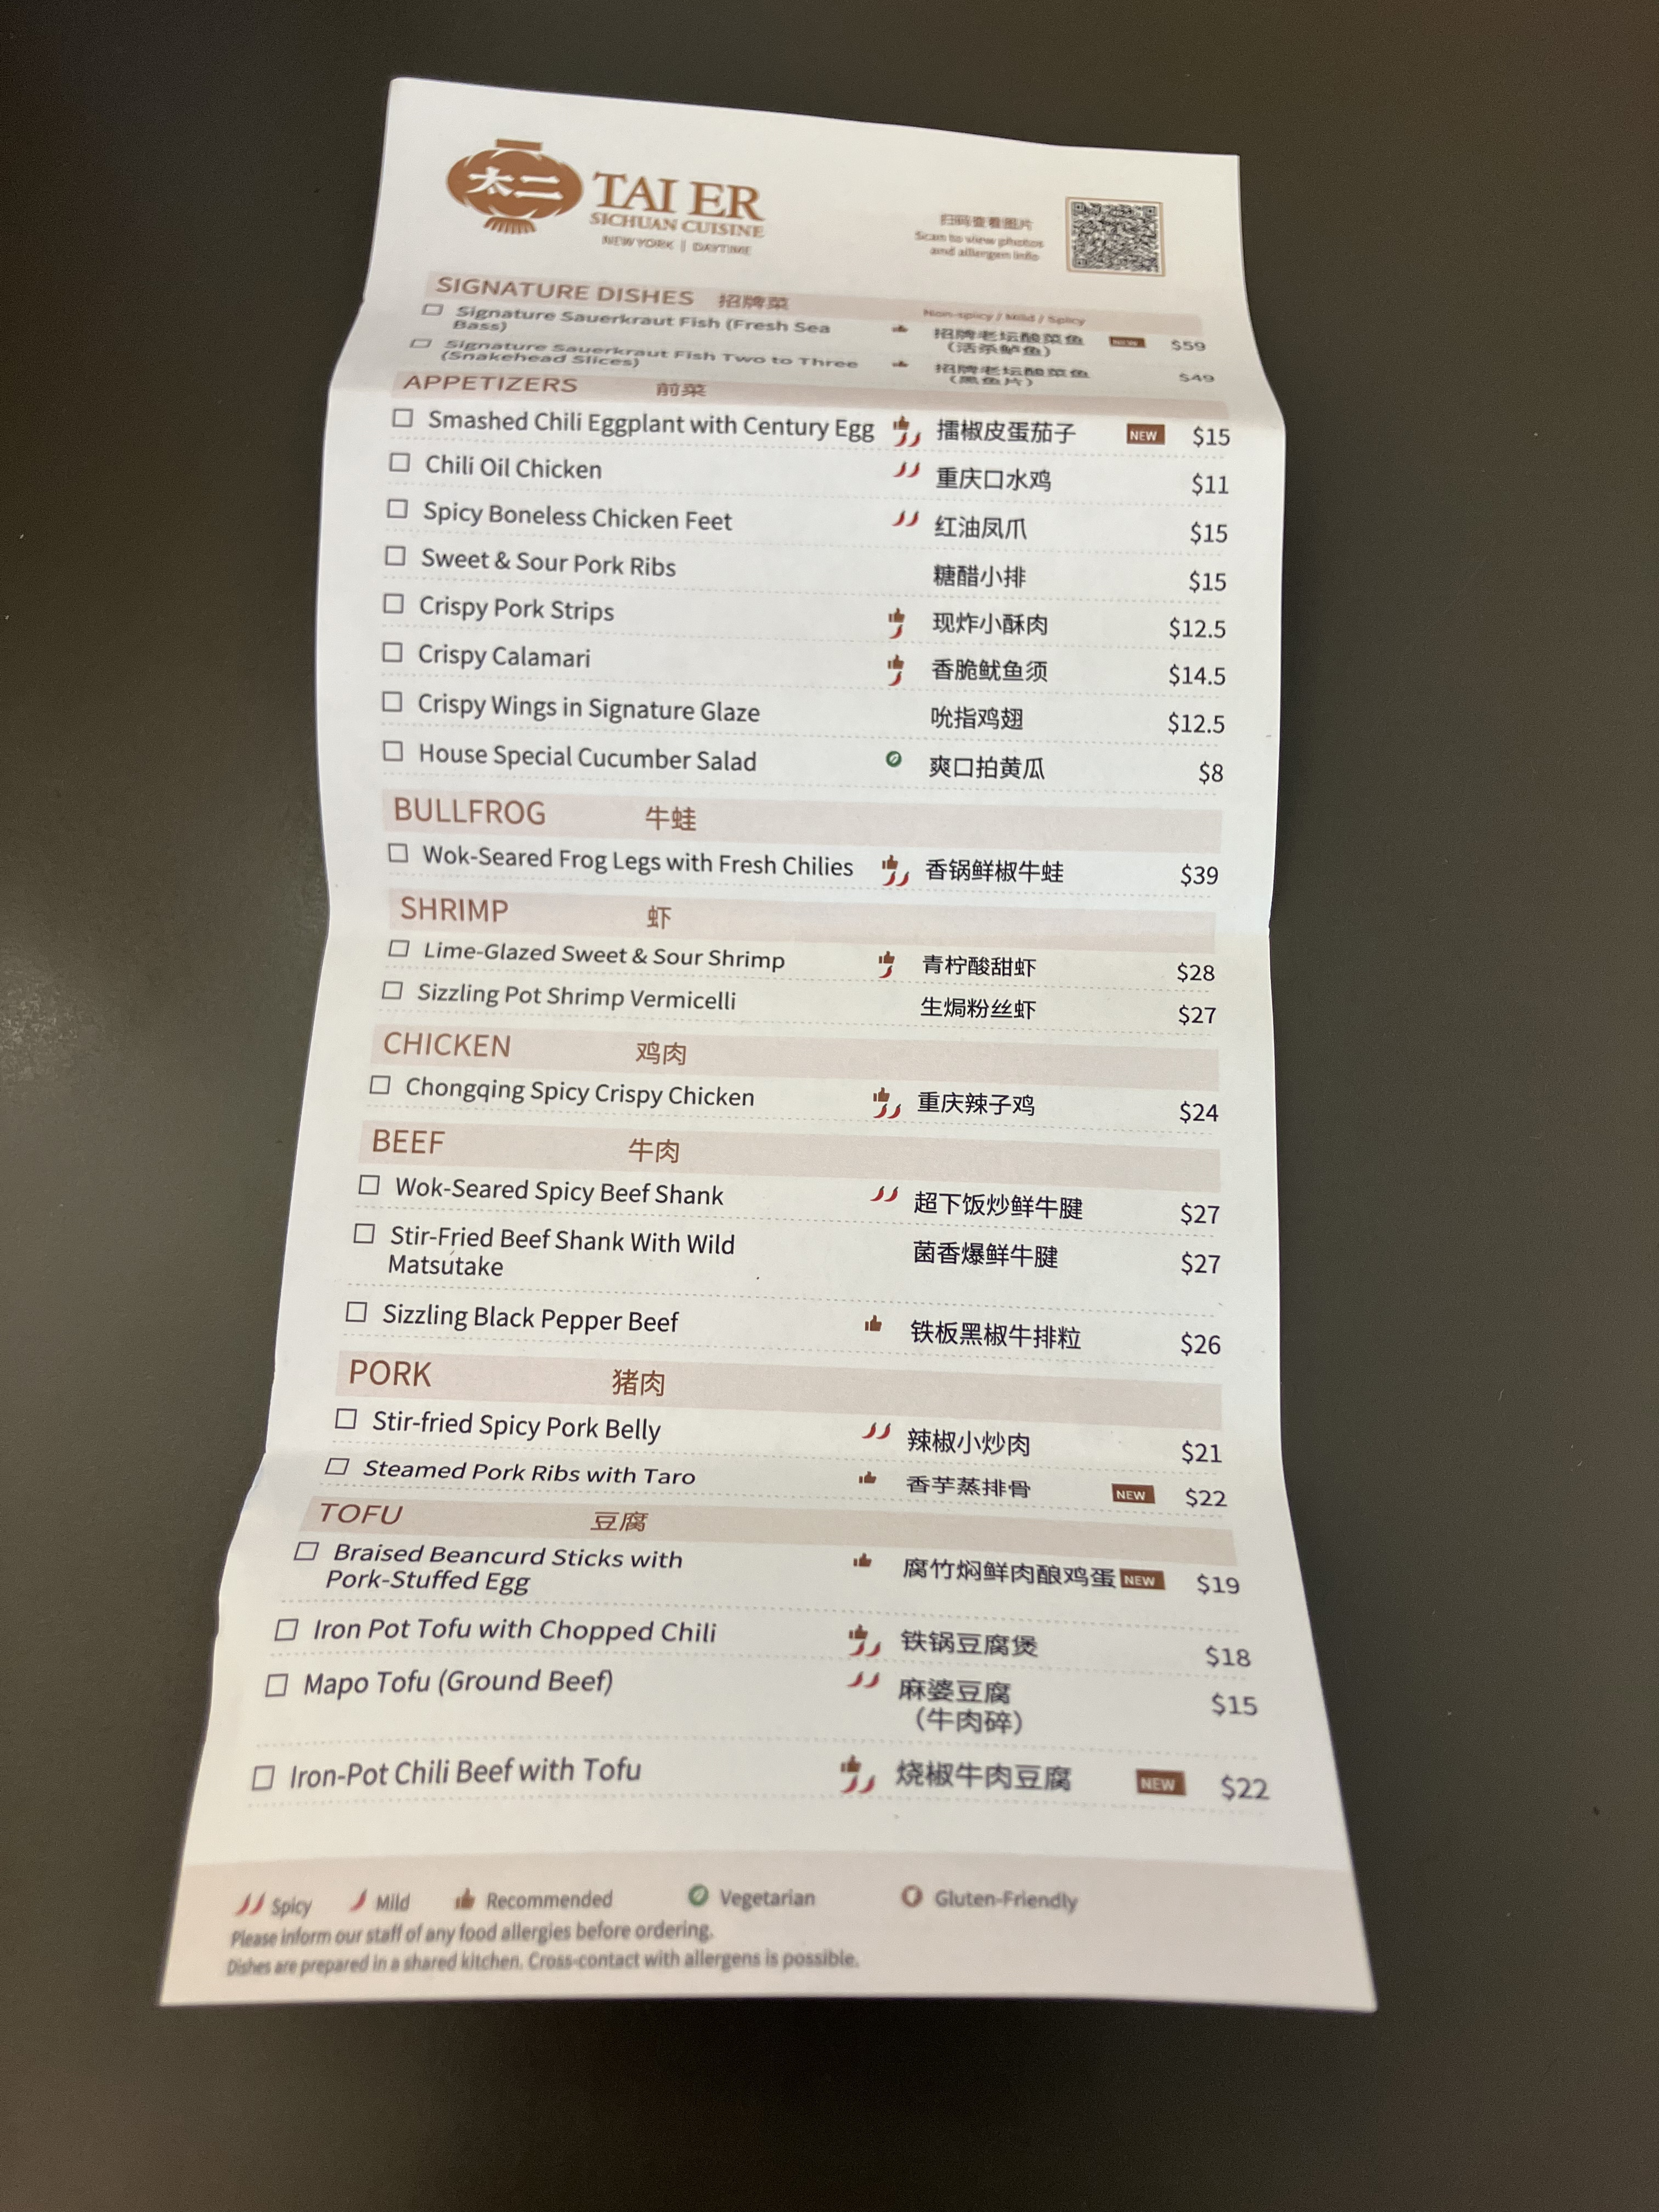 太二
TAI ER
SICHUAN CUISINE
NEW YORK | DAYTIME
扫码查看图片
Scan to view photos
and allergen info
SIGNATURE DISHES 招牌菜 Non-spicy / Mild / Spicy
Signature Sauerkraut Fish (Fresh Sea
Bass)
招牌老坛酸菜鱼 NEW $59
（活杀鲈鱼）
Signature Sauerkraut Fish Two to Three
(Snakehead Slices)
招牌老坛酸菜鱼 $49
（黑鱼片）
APPETIZERS 前菜
Smashed Chili Eggplant with Century Egg 擂椒皮蛋茄子 NEW $15
Chili Oil Chicken 重庆口水鸡 $11
Spicy Boneless Chicken Feet 红油凤爪 $15
Sweet & Sour Pork Ribs 糖醋小排 $15
Crispy Pork Strips 现炸小酥肉 $12.5
Crispy Calamari 香脆鱿鱼须 $14.5
Crispy Wings in Signature Glaze 吮指鸡翅 $12.5
House Special Cucumber Salad 爽口拍黄瓜 $8
BULLFROG 牛蛙
Wok-Seared Frog Legs with Fresh Chilies 香锅鲜椒牛蛙 $39
SHRIMP 虾
Lime-Glazed Sweet & Sour Shrimp 青柠酸甜虾 $28
Sizzling Pot Shrimp Vermicelli 生焗粉丝虾 $27
CHICKEN 鸡肉
Chongqing Spicy Crispy Chicken 重庆辣子鸡 $24
BEEF 牛肉
Wok-Seared Spicy Beef Shank 超下饭炒鲜牛腱 $27
Stir-Fried Beef Shank With Wild 菌香爆鲜牛腱 $27
Matsutake
Sizzling Black Pepper Beef 铁板黑椒牛排粒 $26
PORK 猪肉
Stir-fried Spicy Pork Belly 辣椒小炒肉 $21
Steamed Pork Ribs with Taro 香芋蒸排骨 NEW $22
TOFU 豆腐
Braised Beancurd Sticks with 腐竹焖鲜肉酿鸡蛋 NEW $19
Pork-Stuffed Egg
Iron Pot Tofu with Chopped Chili 铁锅豆腐煲 $18
Mapo Tofu (Ground Beef) 麻婆豆腐 $15
（牛肉碎）
Iron-Pot Chili Beef with Tofu 烧椒牛肉豆腐 NEW $22
Spicy Mild Recommended Vegetarian Gluten-Friendly
Please inform our staff of any food allergies before ordering.
Dishes are prepared in a shared kitchen. Cross-contact with allergens is possible.